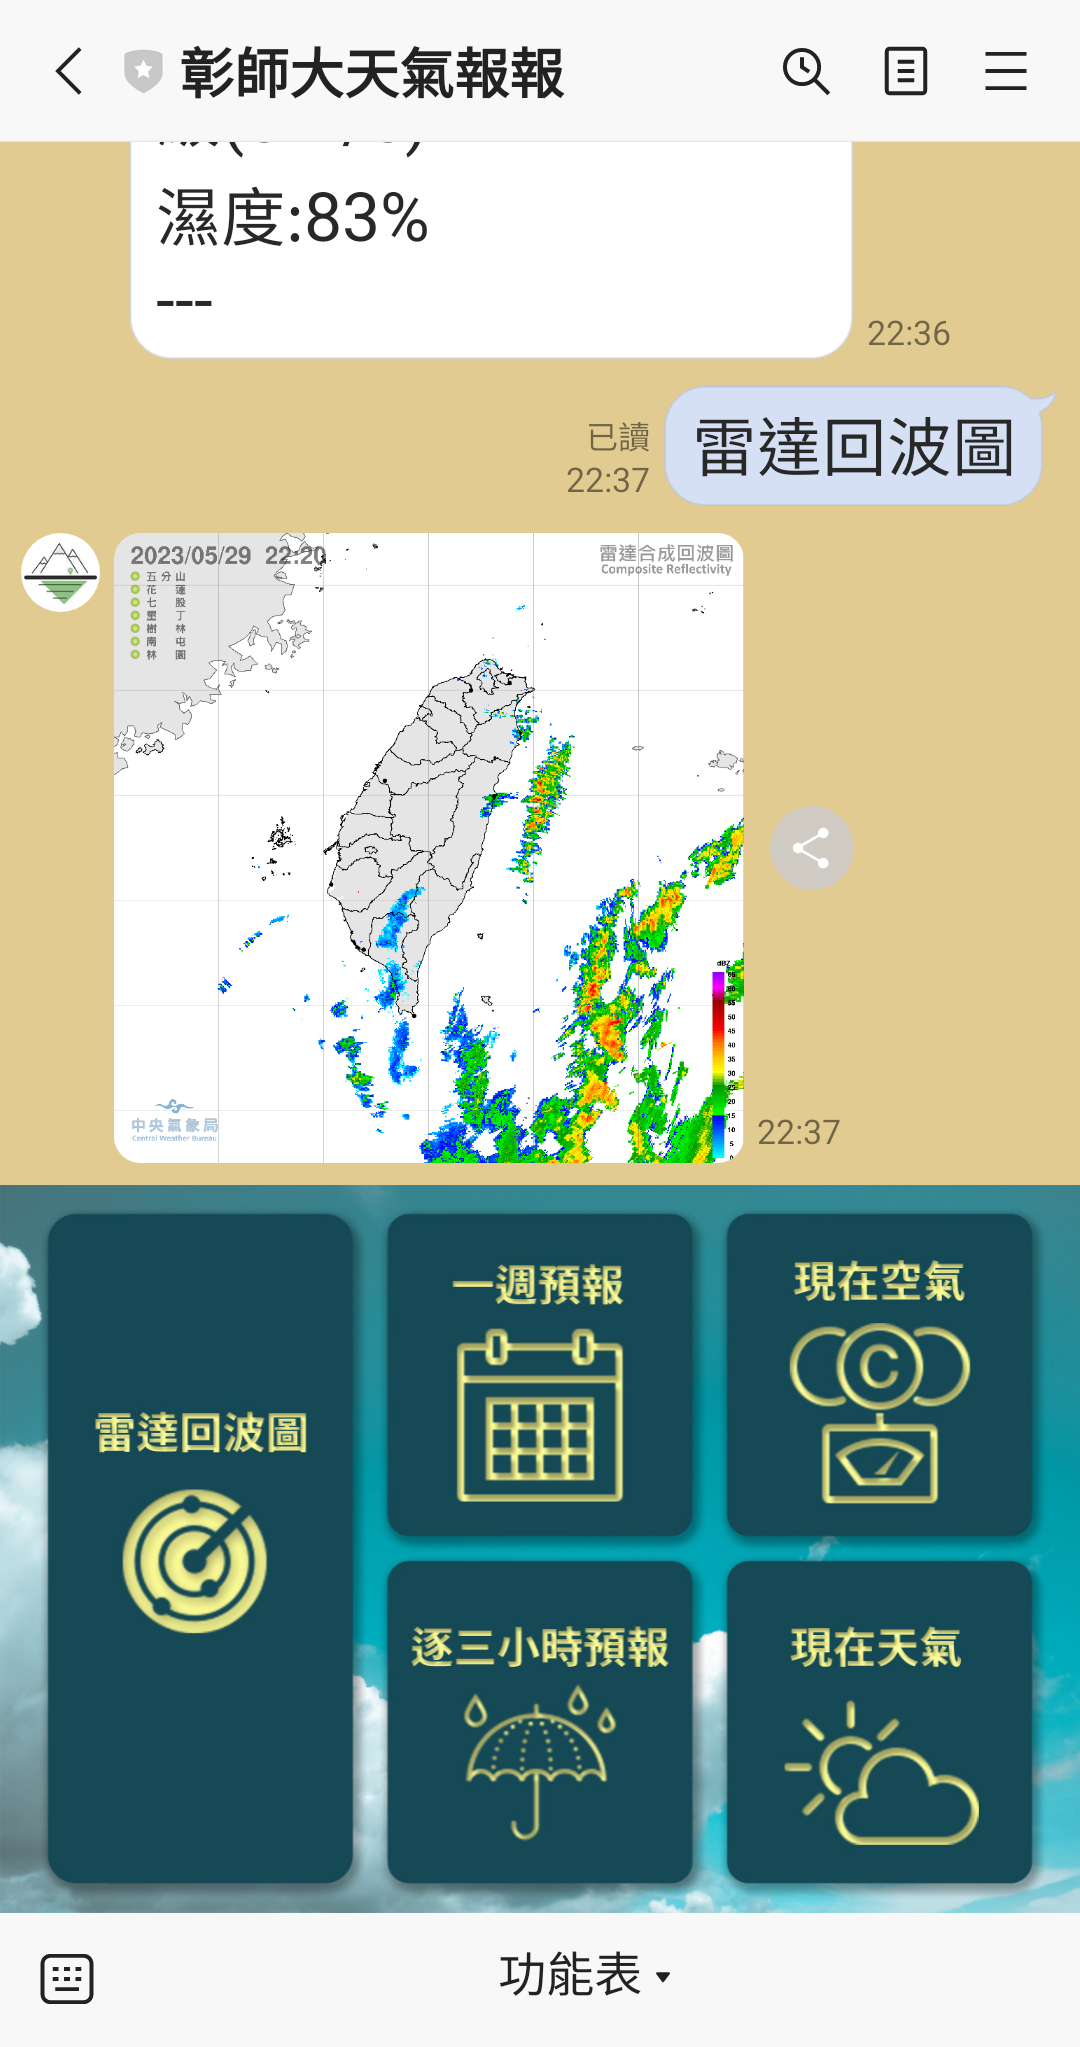 彰師大天氣報報
濕度:83%
---
22:36
已讀
22:37
雷達回波圖
2023/05/29 22:20
雷達合成回波圖
Composite Reflectivity
五分山
花 蓮
七 股
墾 丁
樹 林
南 屯
林 園
dBZ
65
60
55
50
45
40
35
30
25
20
15
10
5
0
中央氣象局
Central Weather Bureau
22:37
雷達回波圖
一週預報
現在空氣
C
逐三小時預報
現在天氣
功能表